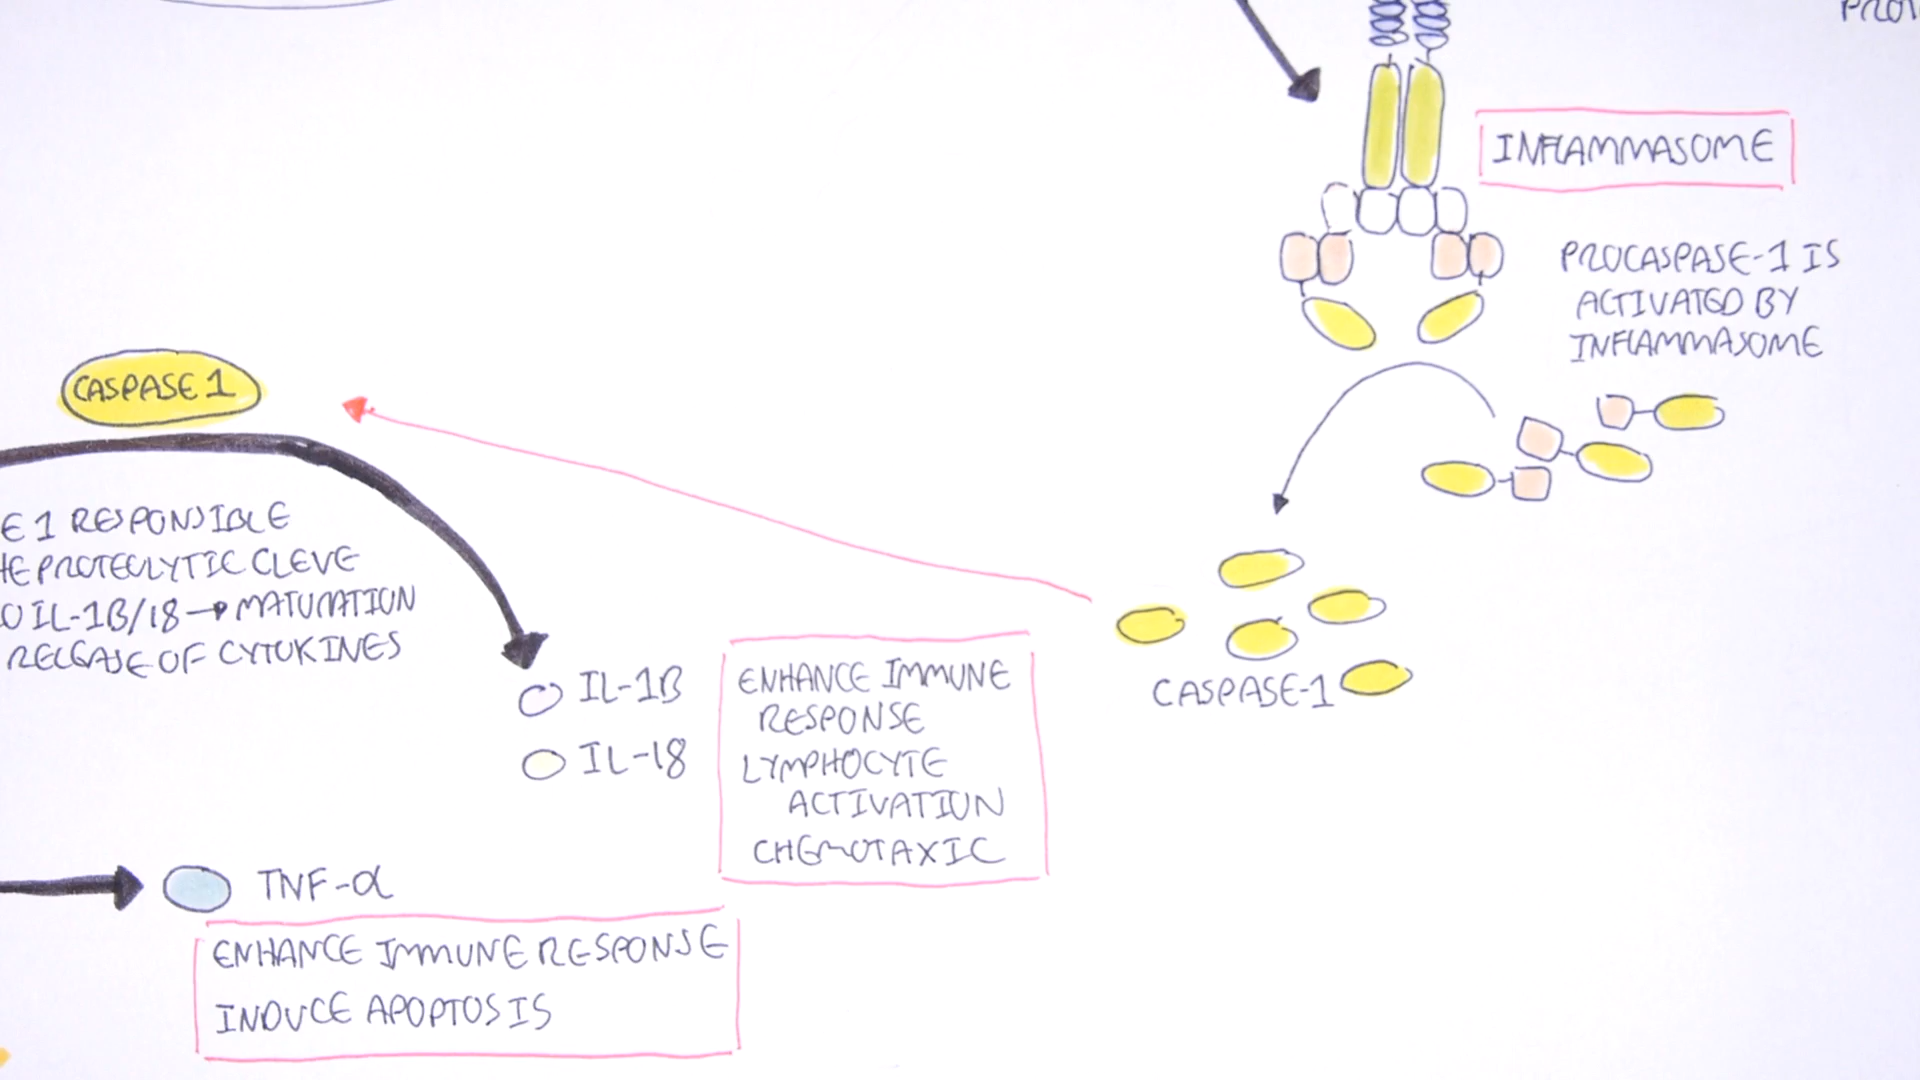 INFLAMMASOME
PROCASPASE-1 IS
ACTIVATED BY
INFLAMMASOME
CASPASE 1
E 1 RESPONSIBLE
HE PROTEOLYTIC CLEVE
O IL-1B/18 → MATURATION
RELEASE OF CYTOKINES
IL-1B
IL-18
ENHANCE IMMUNE
RESPONSE
LYMPHOCYTE
ACTIVATION
CHEMOTAXIC
CASPASE-1
TNF-α
ENHANCE IMMUNE RESPONSE
INDUCE APOPTOSIS